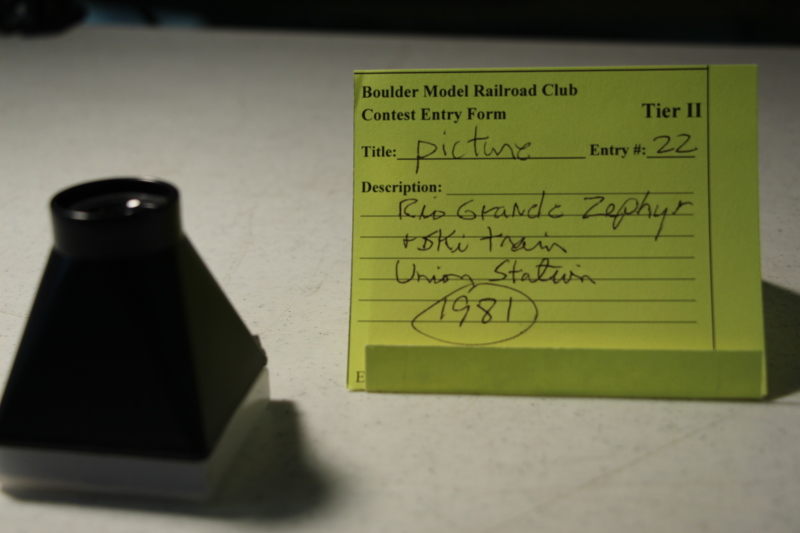 Boulder Model Railroad Club
Contest Entry Form Tier II
Title: picture Entry #: 22
Description:
Rio Grande Zephyr
+ Ski train
Union Station
1981
E